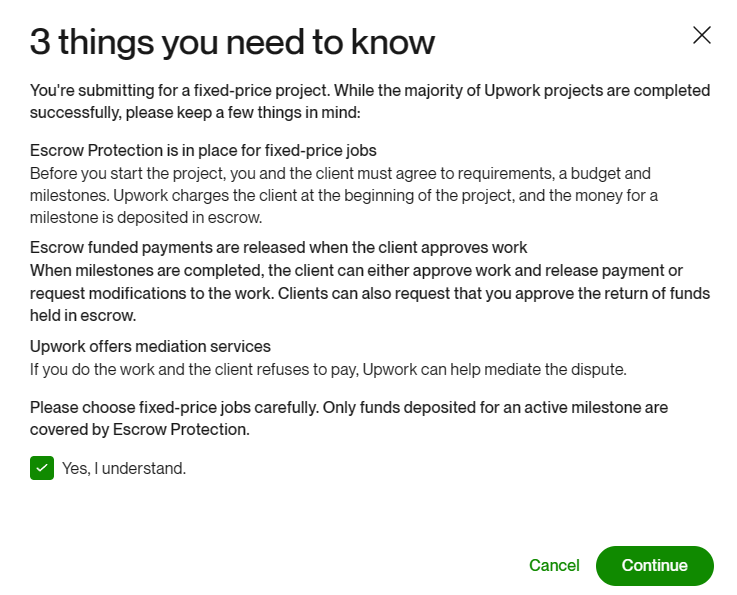 3 things you need to know
You're submitting for a fixed-price project. While the majority of Upwork projects are completed
successfully, please keep a few things in mind:
Escrow Protection is in place for fixed-price jobs
Before you start the project, you and the client must agree to requirements, a budget and
milestones. Upwork charges the client at the beginning of the project, and the money for a
milestone is deposited in escrow.
Escrow funded payments are released when the client approves work
When milestones are completed, the client can either approve work and release payment or
request modifications to the work. Clients can also request that you approve the return of funds
held in escrow.
Upwork offers mediation services
If you do the work and the client refuses to pay, Upwork can help mediate the dispute.
Please choose fixed-price jobs carefully. Only funds deposited for an active milestone are
covered by Escrow Protection.
Yes, I understand.
Cancel Continue